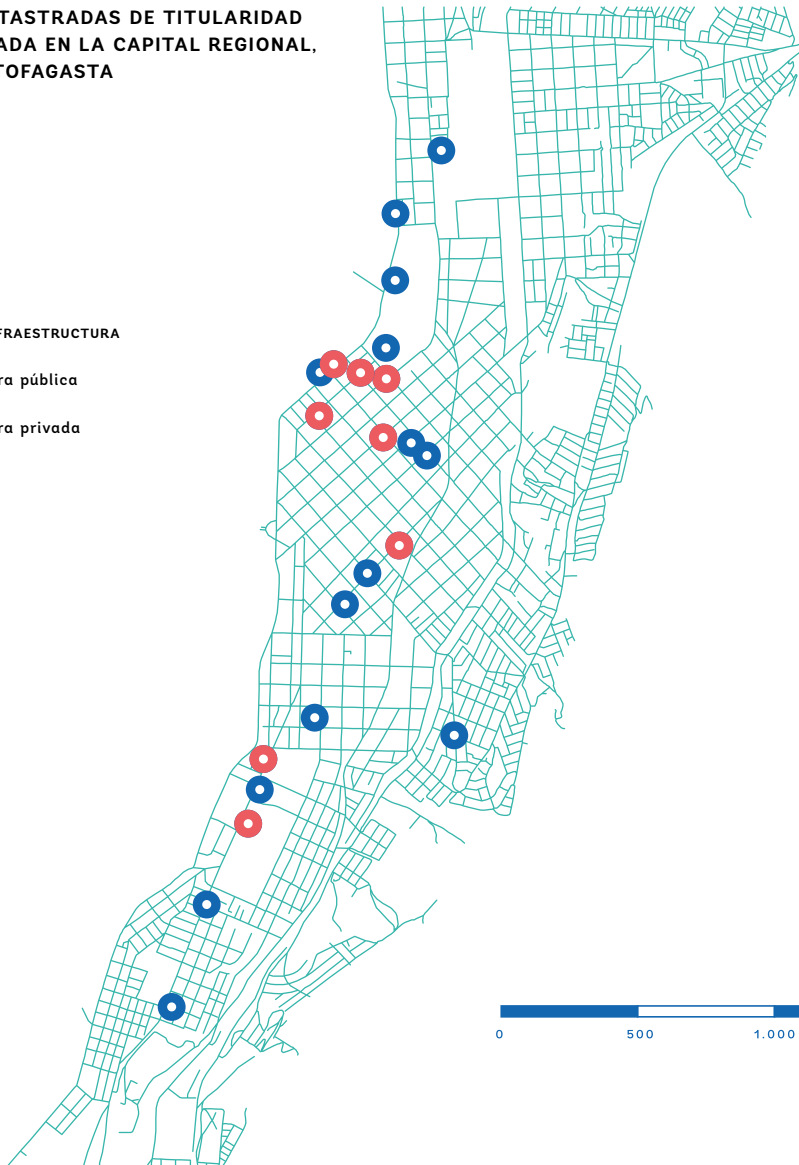 TASTRADAS DE TITULARIDAD
ADA EN LA CAPITAL REGIONAL,
TOFAGASTA
FRAESTRUCTURA
ra pública
ra privada
0 500 1.000